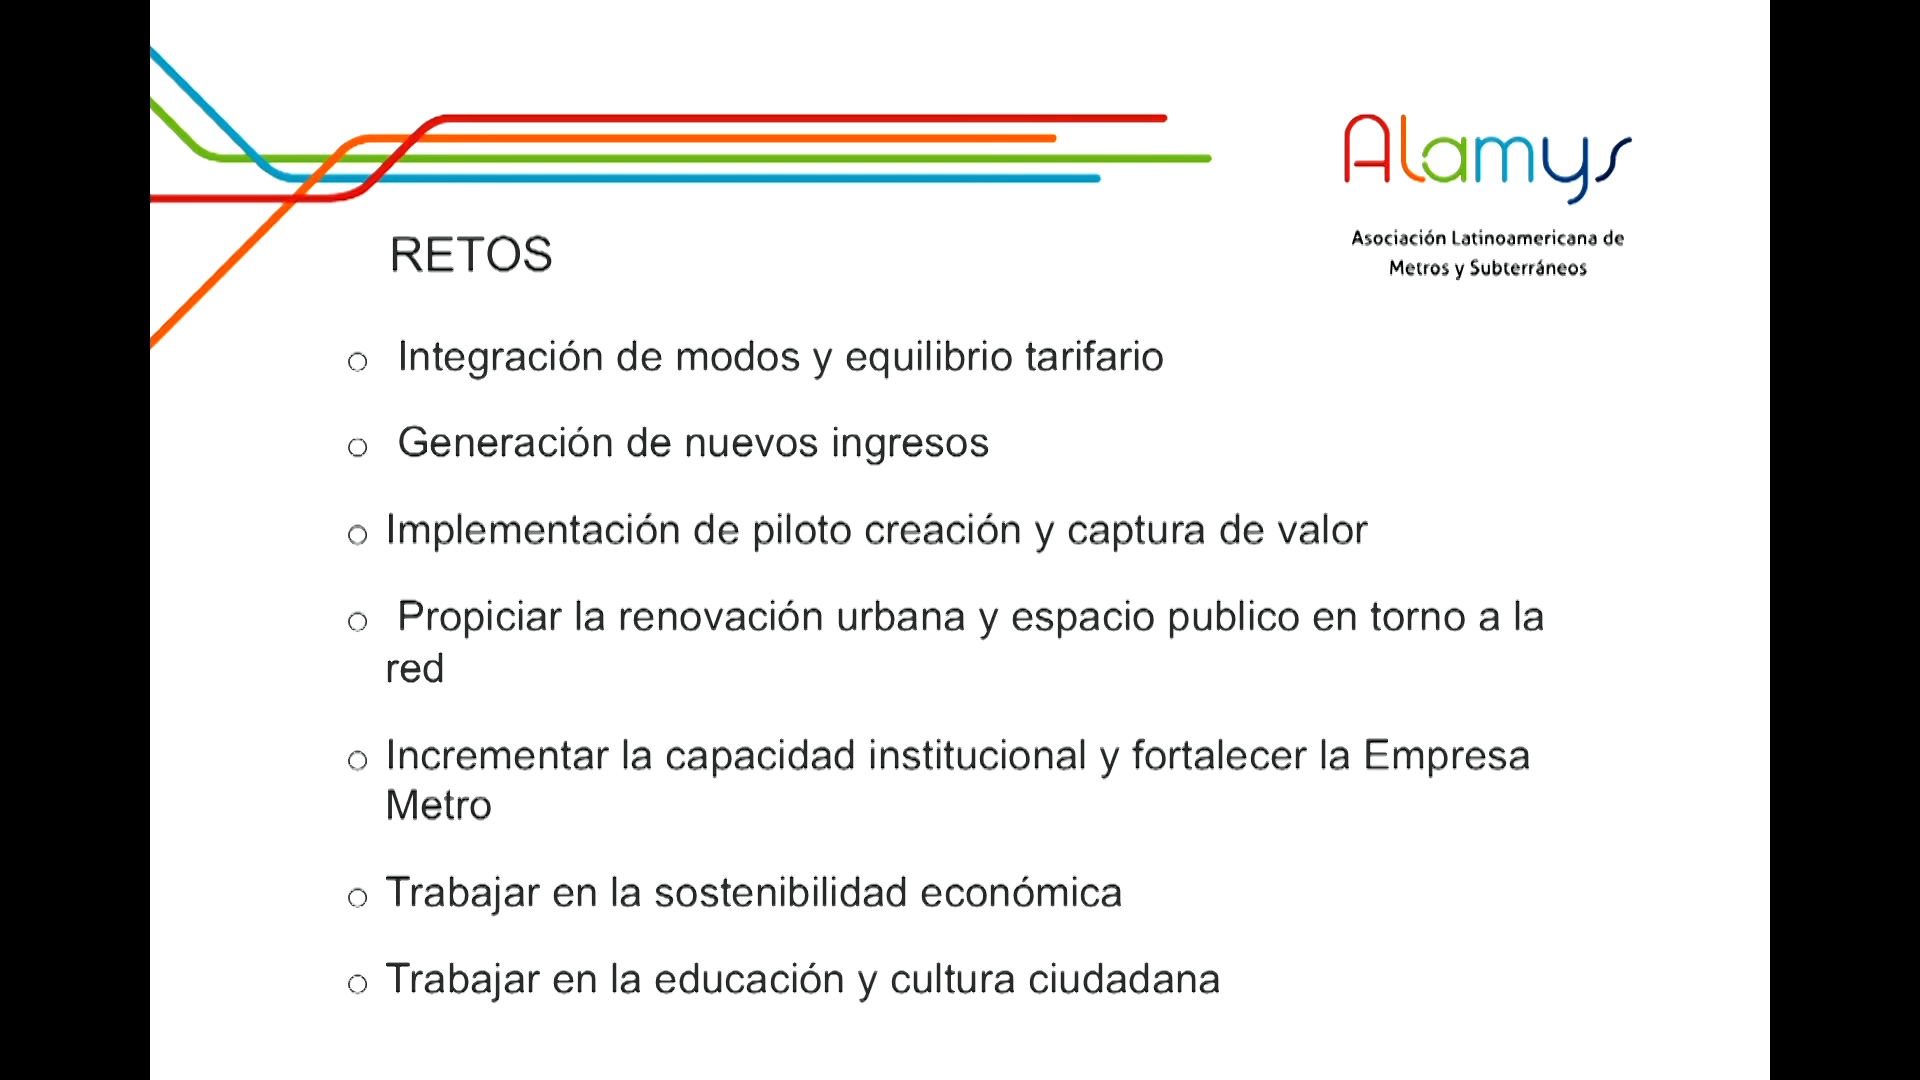 Alamys
Asociación Latinoamericana de
Metros y Subterráneos
RETOS
Integración de modos y equilibrio tarifario
Generación de nuevos ingresos
Implementación de piloto creación y captura de valor
Propiciar la renovación urbana y espacio publico en torno a la
red
Incrementar la capacidad institucional y fortalecer la Empresa
Metro
Trabajar en la sostenibilidad económica
Trabajar en la educación y cultura ciudadana